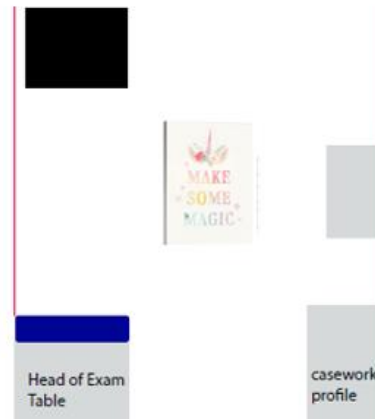 MAKE
SOME
MAGIC
Head of Exam
Table
casework
profile